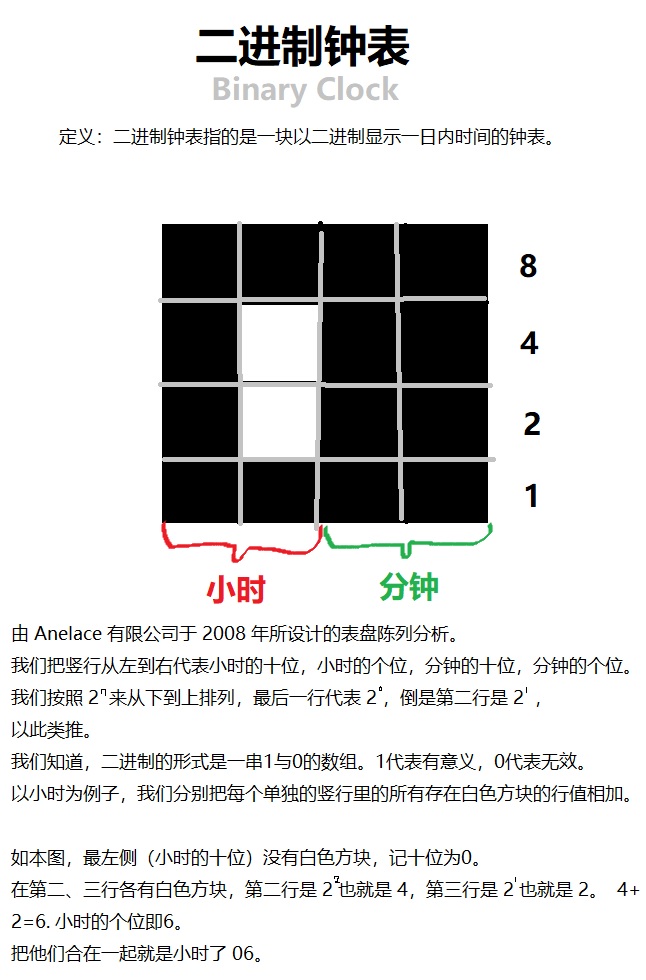 二进制钟表
Binary Clock
定义：二进制钟表指的是一块以二进制显示一日内时间的钟表。
8
4
2
1
小时
分钟
由 Anelace 有限公司于 2008 年所设计的表盘陈列分析。
我们把竖行从左到右代表小时的十位，小时的个位，分钟的十位，分钟的个位。
我们按照 2ⁿ 来从下到上排列，最后一行代表 2⁰，倒是第二行是 2¹，
以此类推。
我们知道，二进制的形式是一串1与0的数组。1代表有意义，0代表无效。
以小时为例子，我们分别把每个单独的竖行里的所有存在白色方块的行值相加。
如本图，最左侧（小时的十位）没有白色方块，记十位为0。
在第二、三行各有白色方块，第二行是 2²也就是 4，第三行是 2¹也就是 2。 4+
2=6. 小时的个位即6。
把他们合在一起就是小时了 06。